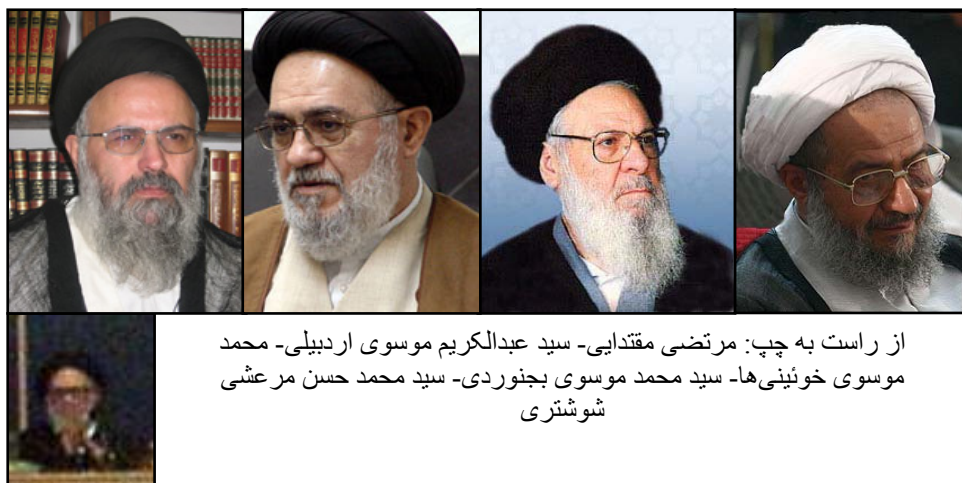 از راست به چپ: مرتضی مقتدایی- سید عبدالکریم موسوی اردبیلی- محمد
موسوی خوئینی‌ها- سید محمد موسوی بجنوردی- سید محمد حسن مرعشی
شوشتری